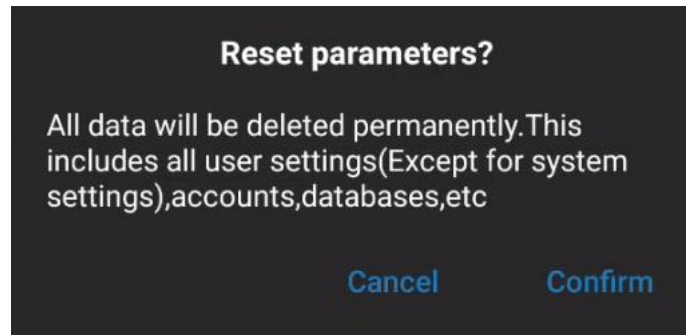 Reset parameters?
All data will be deleted permanently.This
includes all user settings(Except for system
settings),accounts,databases,etc
Cancel Confirm